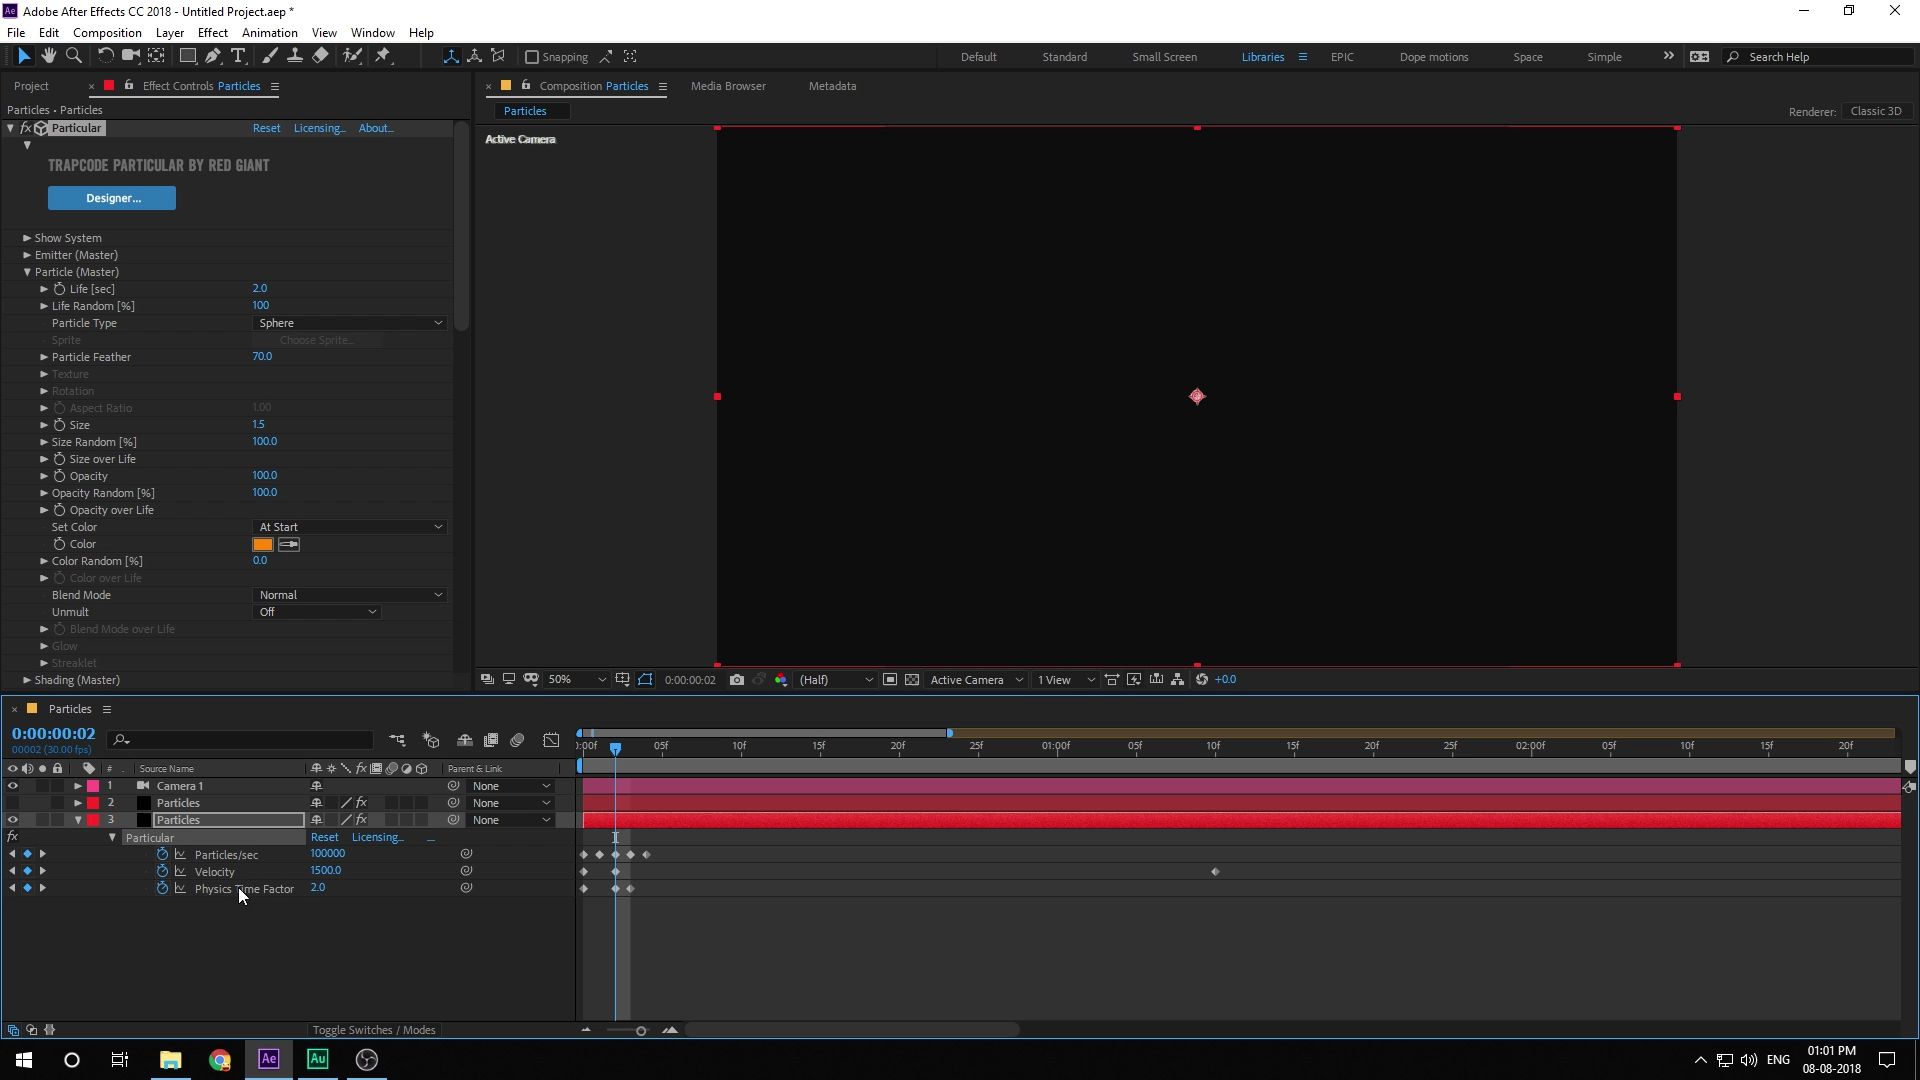 Adobe After Effects CC 2018 - Untitled Project.aep *
File Edit Composition Layer Effect Animation View Window Help
Snapping Default Standard Small Screen Libraries EPIC Dope motions Space Simple Search Help
Project Effect Controls Particles Composition Particles Media Browser Metadata
Particles • Particles
Particles
Renderer: Classic 3D
fx Particular Reset Licensing... About...
Active Camera
TRAPCODE PARTICULAR BY RED GIANT
Designer...
Show System
Emitter (Master)
Particle (Master)
Life [sec] 2.0
Life Random [%] 100
Particle Type Sphere
Sprite Choose Sprite...
Particle Feather 70.0
Texture
Rotation
Aspect Ratio 1.00
Size 1.5
Size Random [%] 100.0
Size over Life
Opacity 100.0
Opacity Random [%] 100.0
Opacity over Life
Set Color At Start
Color
Color Random [%] 0.0
Color over Life
Blend Mode Normal
Unmult Off
Blend Mode over Life
Glow
Streaklet
Shading (Master)
50% 0:00:00:02 (Half) Active Camera 1 View +0.0
Particles
0:00:00:02
00002 (30.00 fps)
):00f 05f 10f 15f 20f 25f 01:00f 05f 10f 15f 20f 25f 02:00f 05f 10f 15f 20f
# Source Name fx Parent & Link
1 Camera 1 None
2 Particles fx None
3 Particles fx None
fx Particular Reset Licensing... ...
Particles/sec 100000
Velocity 1500.0
Physics Time Factor 2.0
Toggle Switches / Modes
Ae Au ENG 01:01 PM
08-08-2018